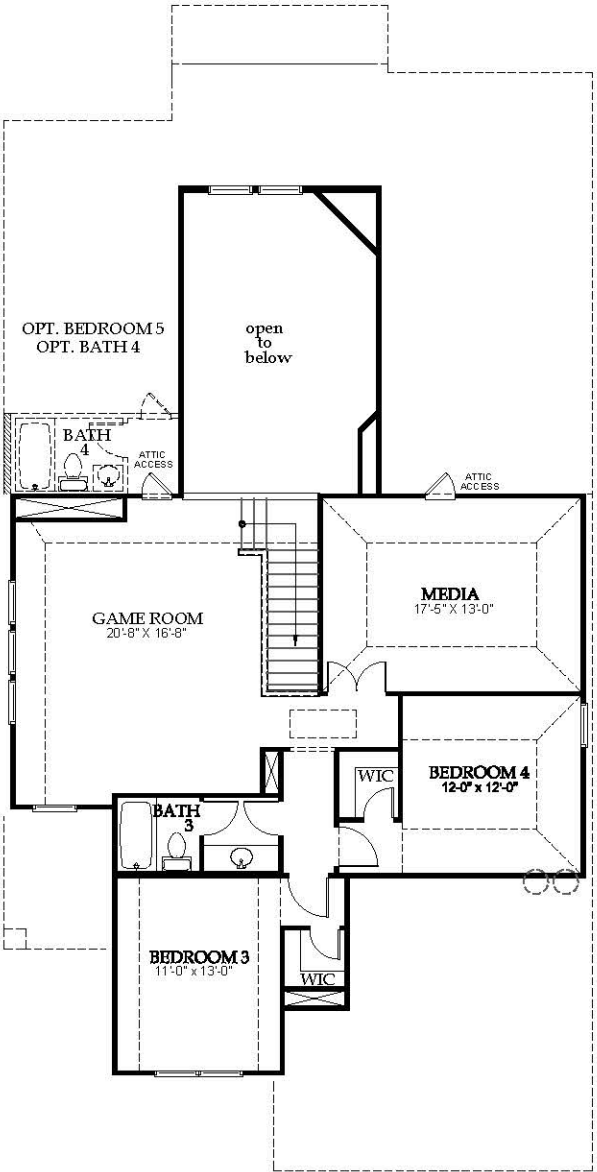 OPT. BEDROOM 5
OPT. BATH 4
open
to
below
BATH
4
ATTIC
ACCESS
ATTIC
ACCESS
GAME ROOM
20'-8" X 16'-8"
MEDIA
17'-5" X 13'-0"
WIC
BEDROOM 4
12-0" x 12'-0"
BATH
3
BEDROOM 3
11'-0" x 13'-0"
WIC